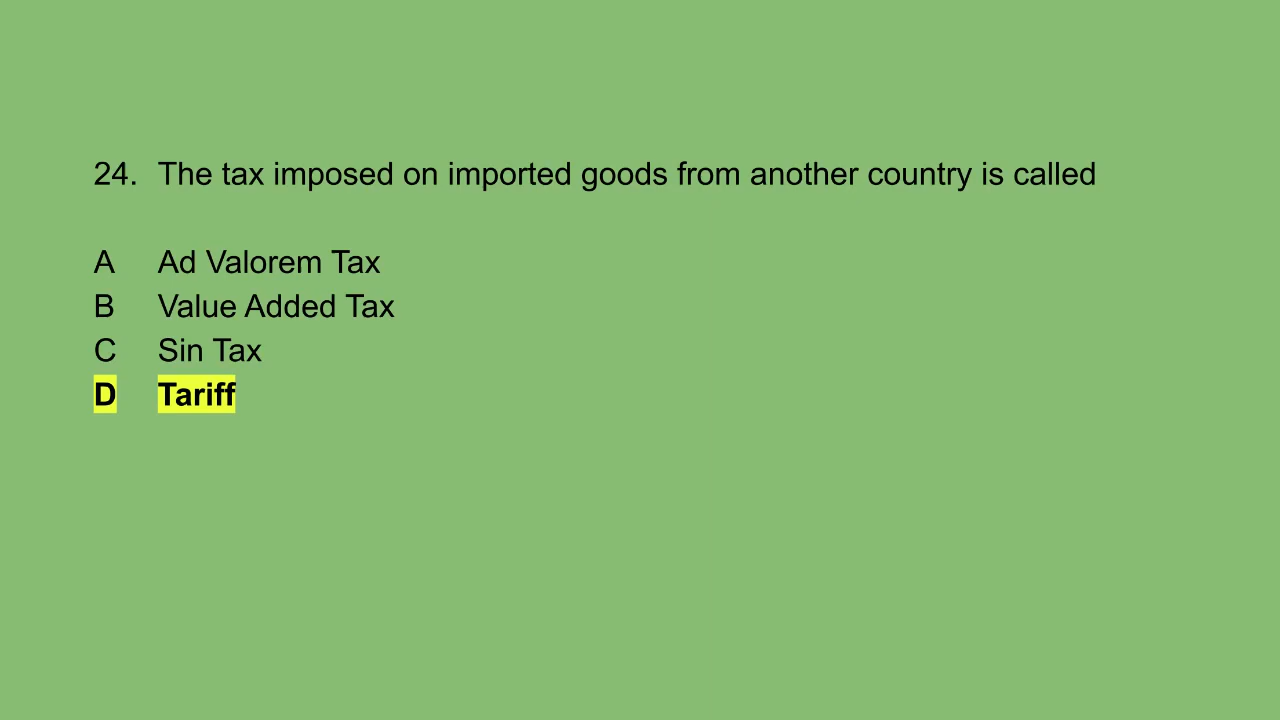 24. The tax imposed on imported goods from another country is called
A Ad Valorem Tax
B Value Added Tax
C Sin Tax
D Tariff